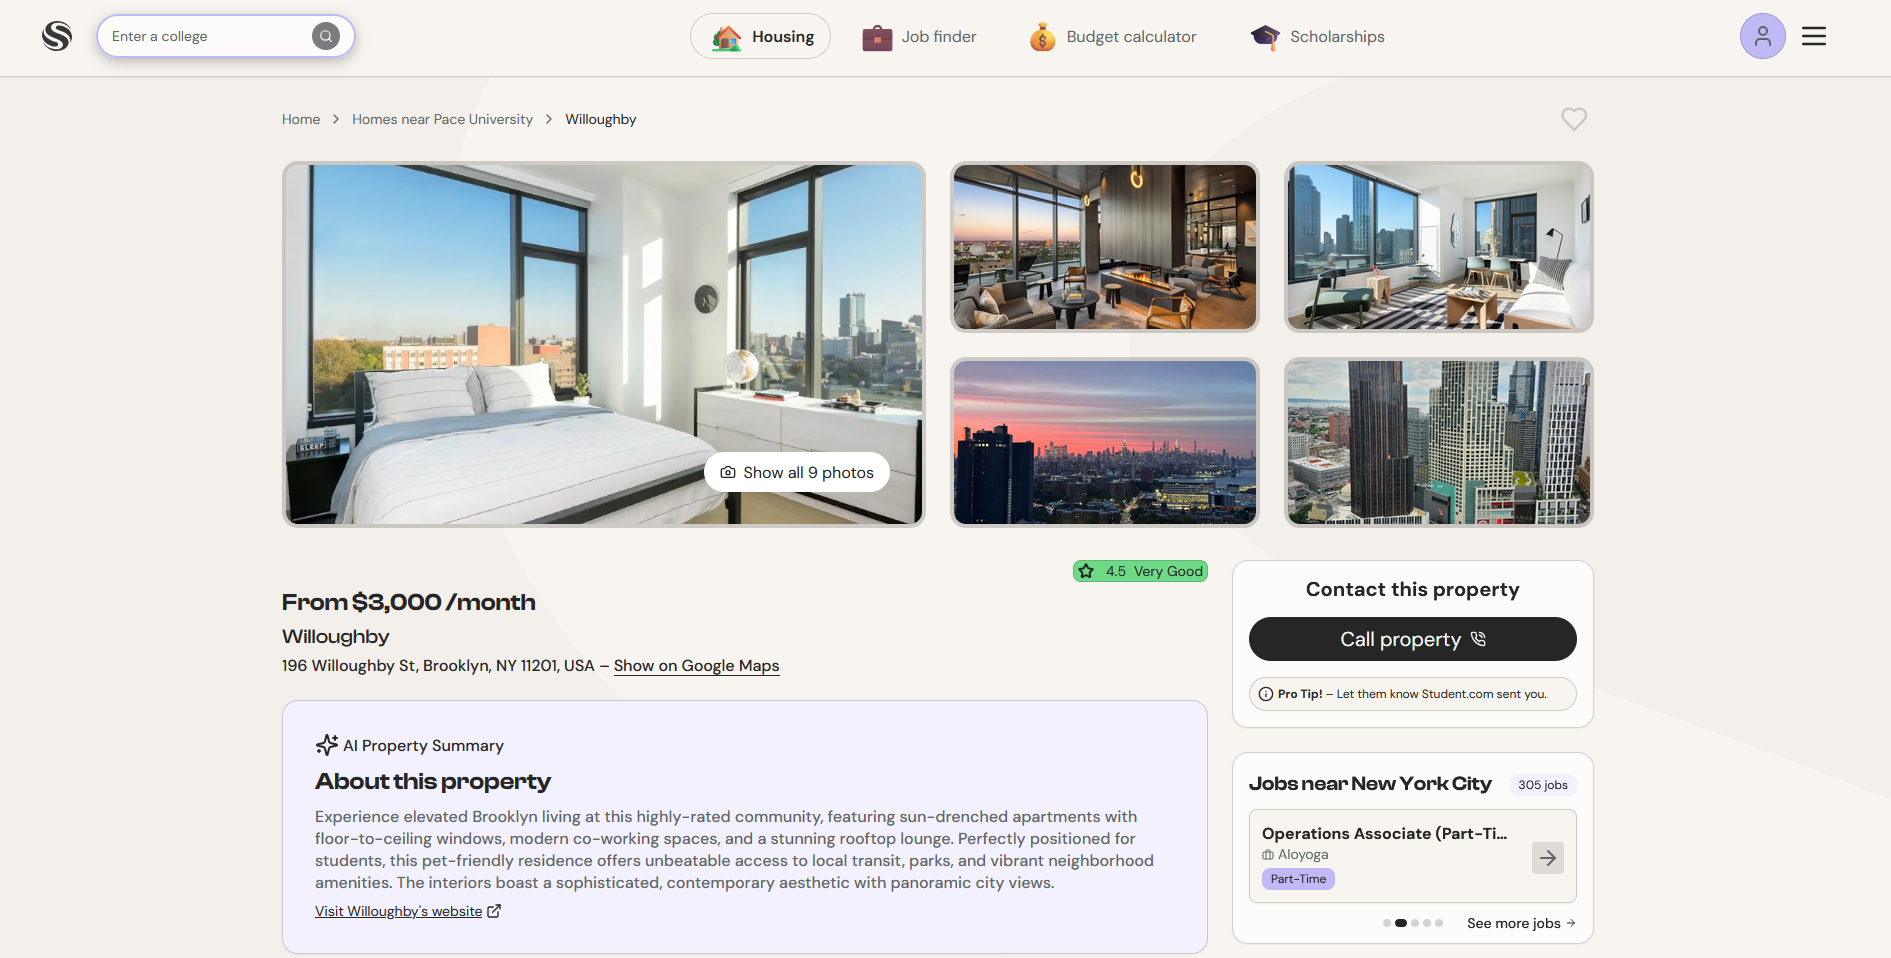 Enter a college
Housing
Job finder
Budget calculator
Scholarships
Home > Homes near Pace University > Willoughby
SLEEP
Show all 9 photos
4.5 Very Good
From $3,000 /month
Willoughby
196 Willoughby St, Brooklyn, NY 11201, USA – Show on Google Maps
AI Property Summary
About this property
Experience elevated Brooklyn living at this highly-rated community, featuring sun-drenched apartments with
floor-to-ceiling windows, modern co-working spaces, and a stunning rooftop lounge. Perfectly positioned for
students, this pet-friendly residence offers unbeatable access to local transit, parks, and vibrant neighborhood
amenities. The interiors boast a sophisticated, contemporary aesthetic with panoramic city views.
Visit Willoughby's website
Contact this property
Call property
Pro Tip! – Let them know Student.com sent you.
Jobs near New York City
305 jobs
Operations Associate (Part-Ti...
Aloyoga
Part-Time
See more jobs →